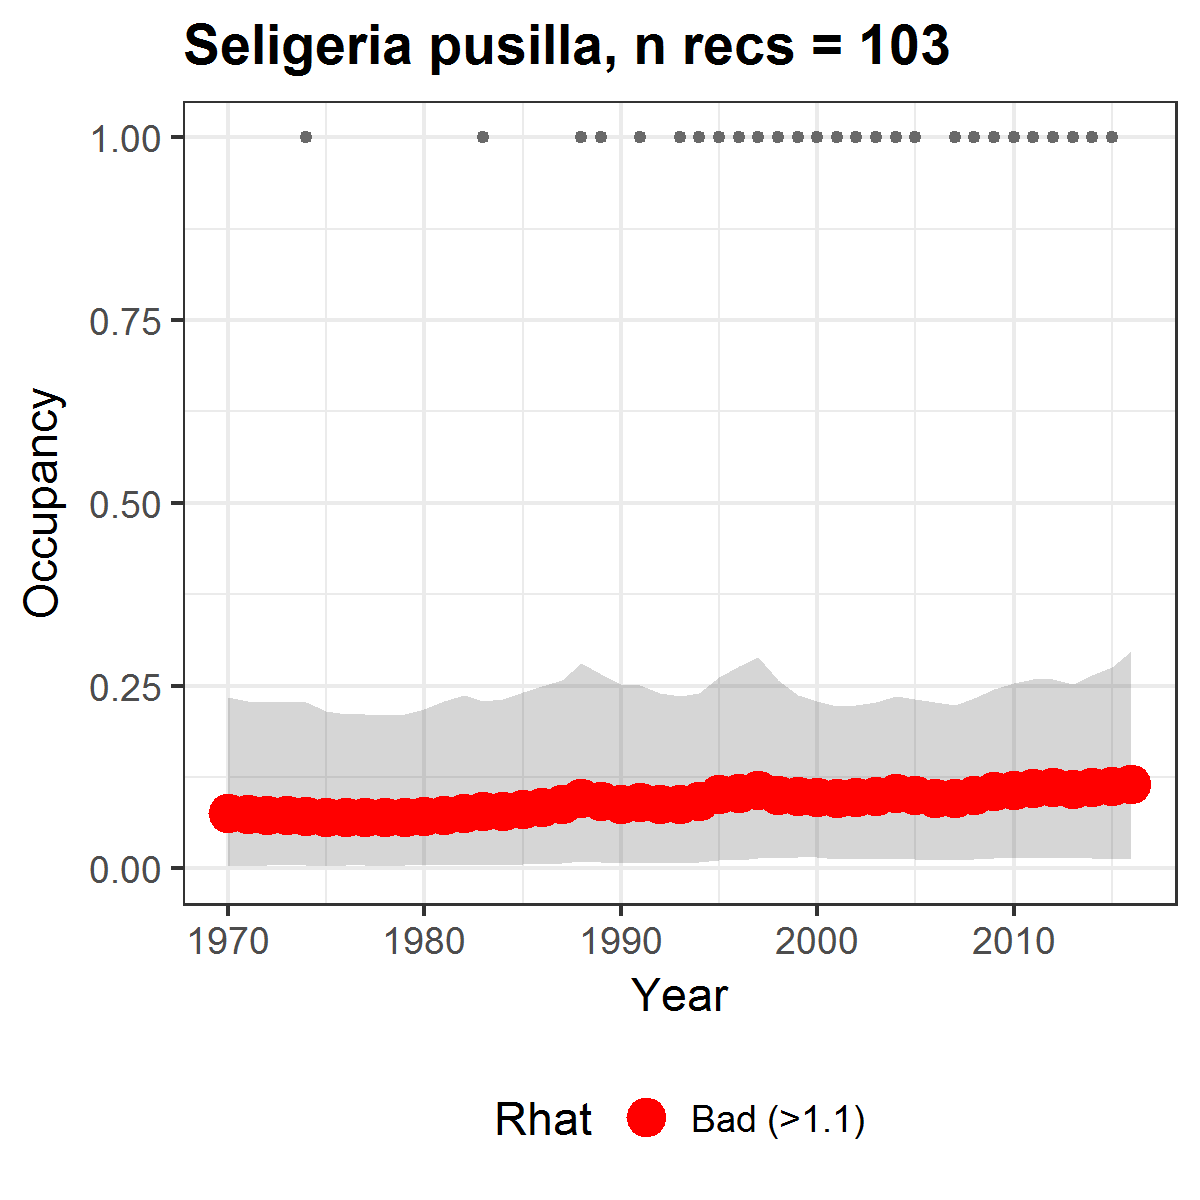 Seligeria pusilla, n recs = 103
1.00
0.75
0.50
0.25
0.00
Occupancy
1970 1980 1990 2000 2010
Year
Rhat Bad (>1.1)